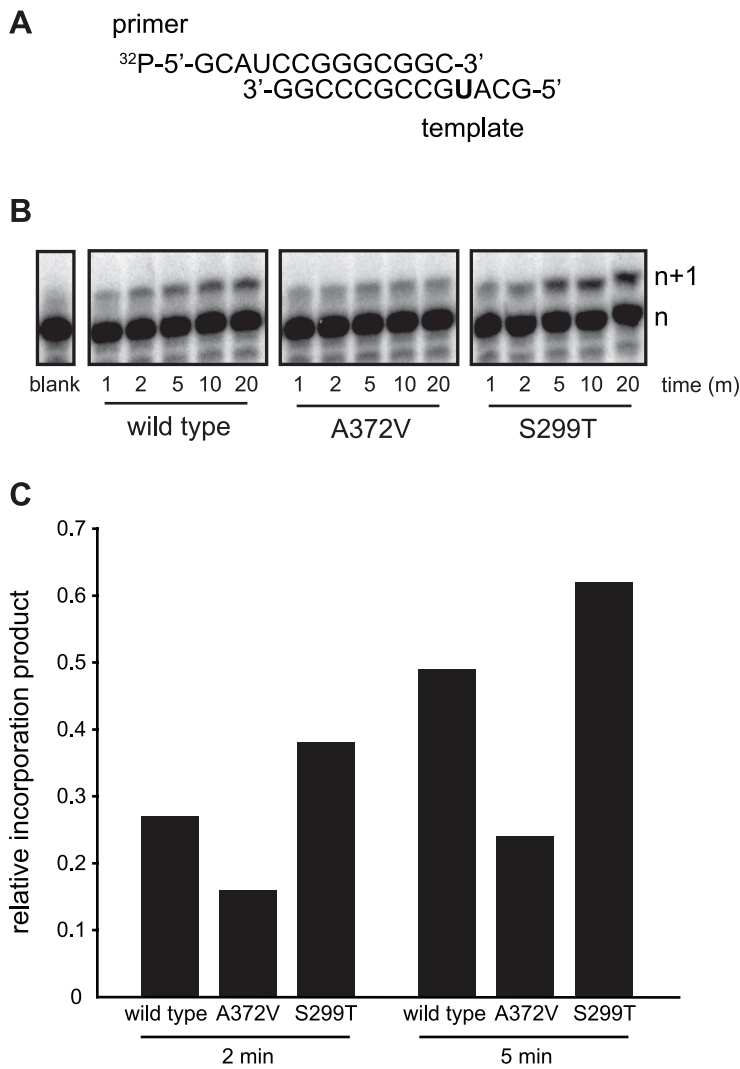 A
primer
32P-5’-GCAUCCGGGCGGC-3’
3’-GGCCCGCCGUACG-5’
template
B
n+1
n
blank 1 2 5 10 20 1 2 5 10 20 1 2 5 10 20 time (m)
wild type A372V S299T
C
relative incorporation product
0.7
0.6
0.5
0.4
0.3
0.2
0.1
0
wild type A372V S299T wild type A372V S299T
2 min 5 min